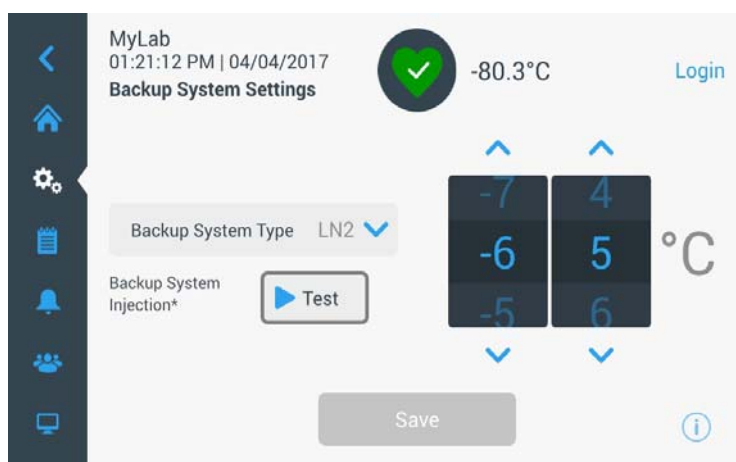 MyLab
01:21:12 PM | 04/04/2017
Backup System Settings
-80.3°C
Login
-7 4
Backup System Type LN2
-6 5 °C
Backup System
Injection*
Test
-5 6
Save
i